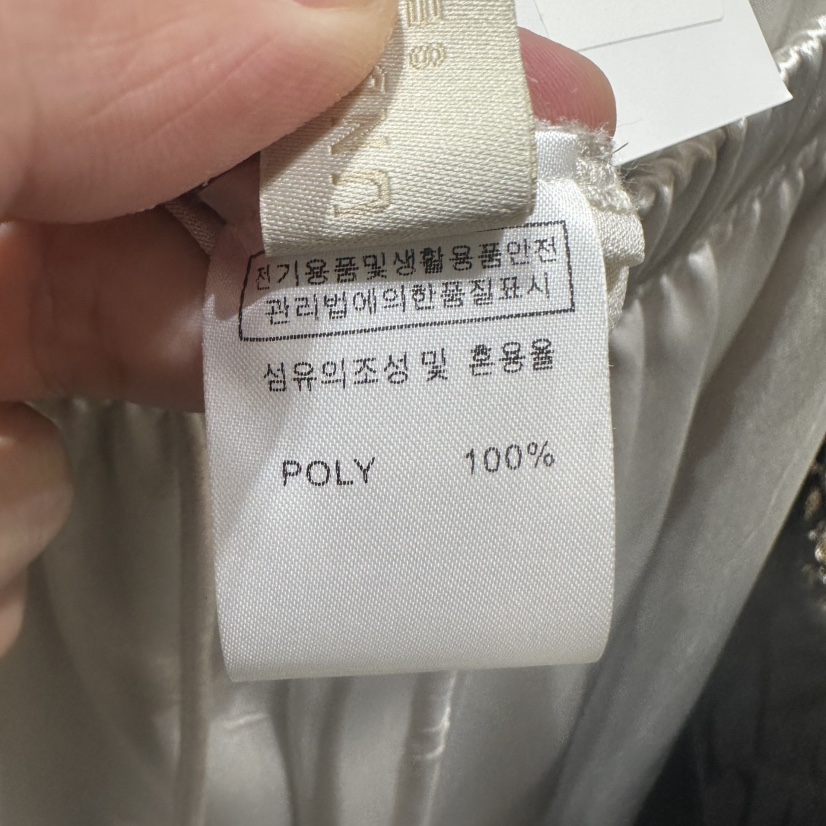 전기용품및생활용품안전
관리법에의한품질표시
섬유의조성 및 혼용율
POLY 100%